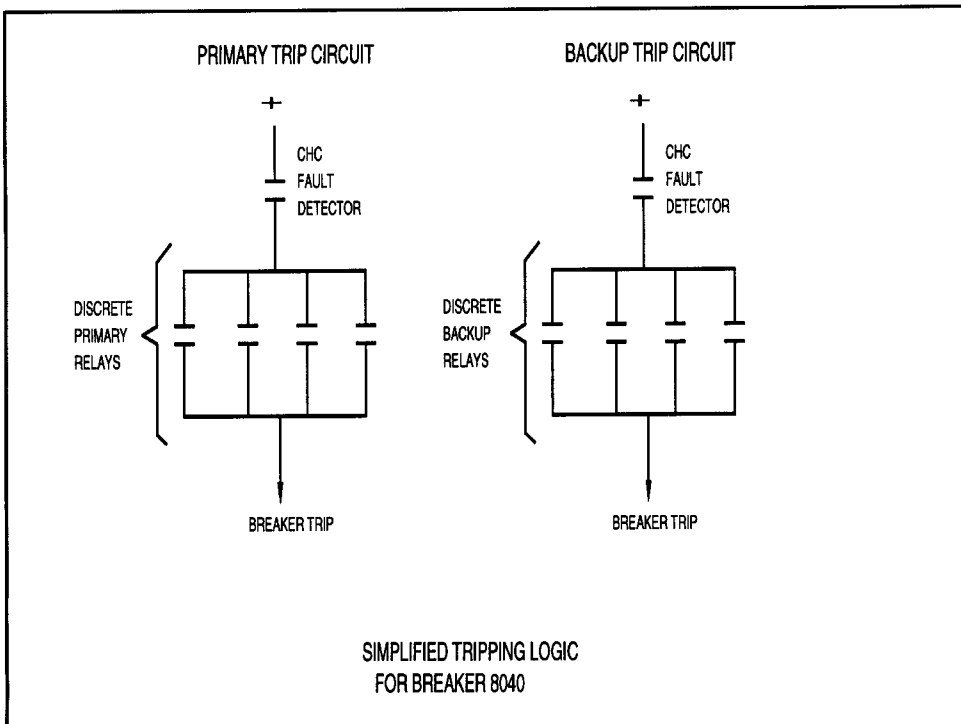 PRIMARY TRIP CIRCUIT
+
CHC
FAULT
DETECTOR
DISCRETE
PRIMARY
RELAYS
BREAKER TRIP
BACKUP TRIP CIRCUIT
+
CHC
FAULT
DETECTOR
DISCRETE
BACKUP
RELAYS
BREAKER TRIP
SIMPLIFIED TRIPPING LOGIC
FOR BREAKER 8040